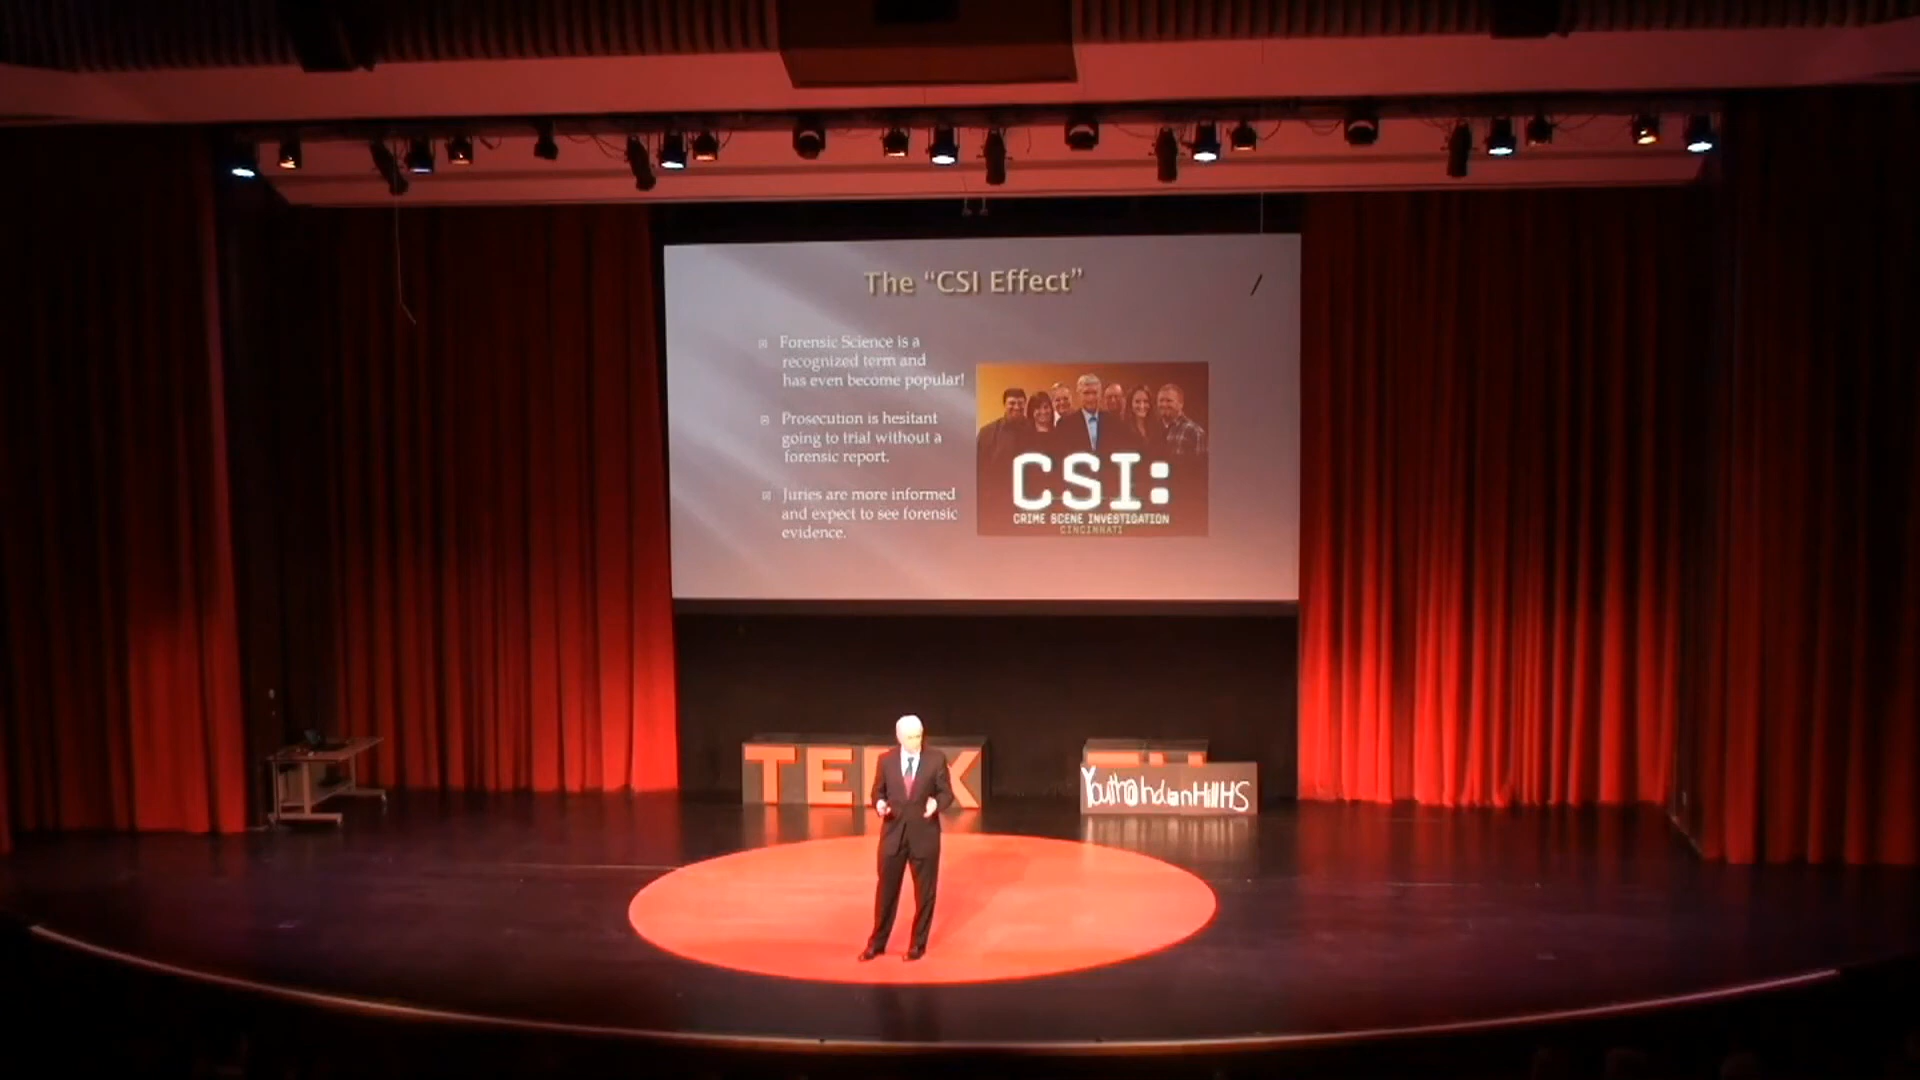 The “CSI Effect”
Forensic Science is a
recognized term and
has even become popular!
Prosecution is hesitant
going to trial without a
forensic report.
Juries are more informed
and expect to see forensic
evidence.
CSI:
CRIME SCENE INVESTIGATION
CINCINNATI
Youth@IndianHillHS